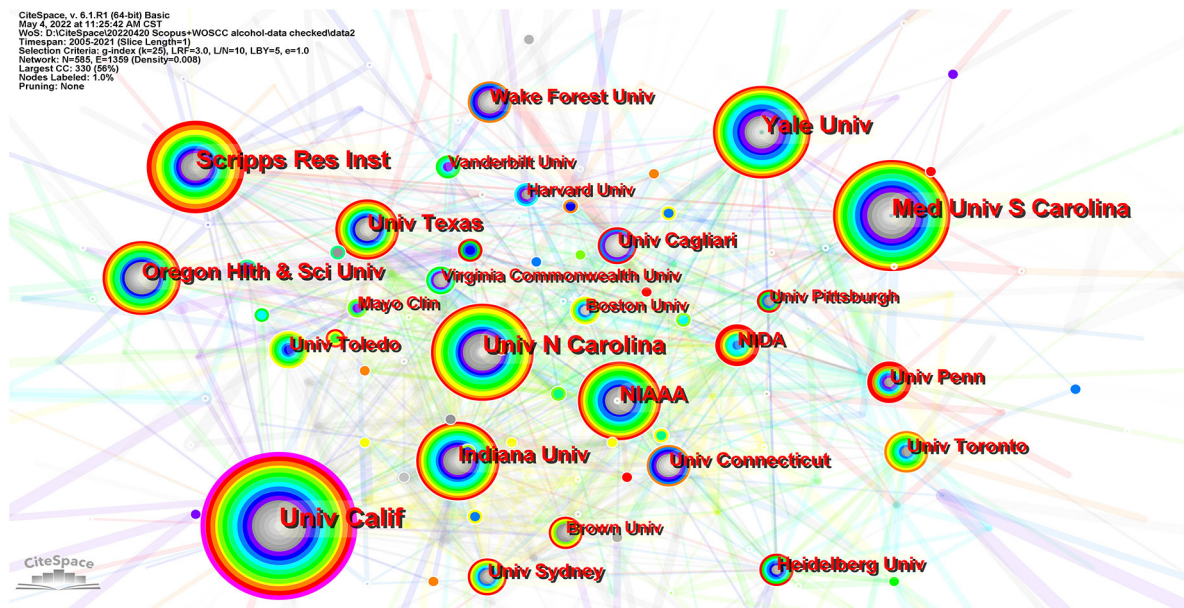 CiteSpace, v. 6.1.R1 (64-bit) Basic
May 4, 2022 at 11:25:42 AM CST
WoS: D:\CiteSpace\20220420 Scopus+WOSCC alcohol-data checked\data2
Timespan: 2005-2021 (Slice Length=1)
Selection Criteria: g-index (k=25), LRF=3.0, L/N=10, LBY=5, e=1.0
Network: N=585, E=1359 (Density=0.008)
Largest CC: 330 (56%)
Nodes Labeled: 1.0%
Pruning: None
Wake Forest Univ
Yale Univ
Scripps Res Inst
Vanderbilt Univ
Harvard Univ
Med Univ S Carolina
Univ Texas
Univ Cagliari
Oregon Hlth & Sci Univ
Virginia Commonwealth Univ
Univ Pittsburgh
Mayo Clin
Boston Univ
Univ Toledo
Univ N Carolina
NIDA
Univ Penn
NIAAA
Univ Toronto
Indiana Univ
Univ Connecticut
Univ Calif
Brown Univ
CiteSpace
Univ Sydney
Heidelberg Univ